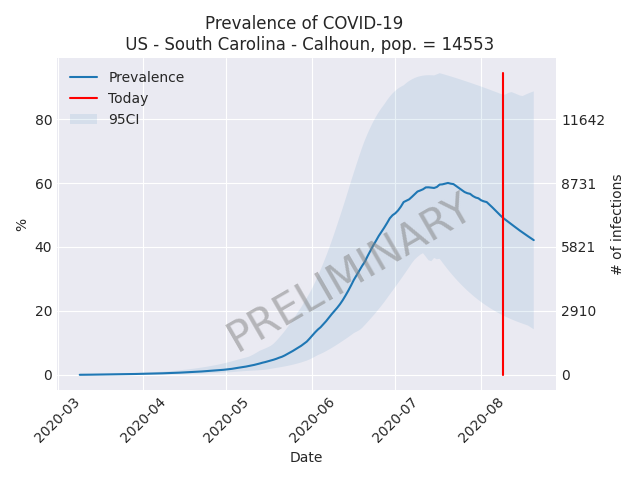 Prevalence of COVID-19
US - South Carolina - Calhoun, pop. = 14553
Prevalence
Today
95CI
80
60
40
20
0
%
11642
8731
5821
2910
0
# of infections
PRELIMINARY
2020-03
2020-04
2020-05
2020-06
2020-07
2020-08
Date